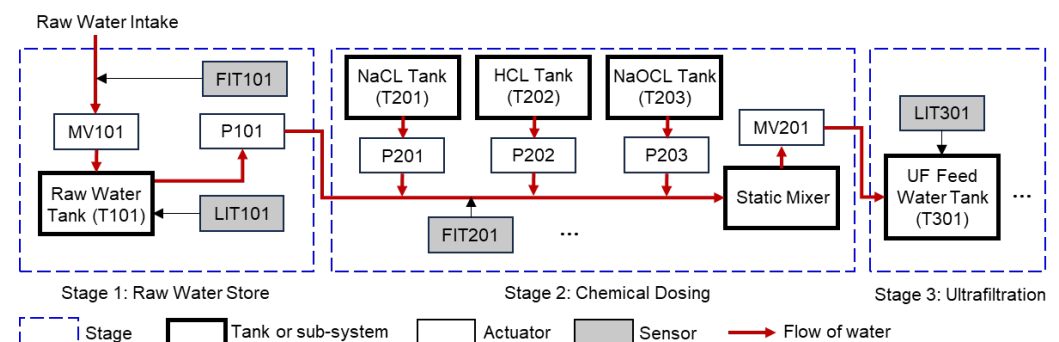 Raw Water Intake
FIT101
MV101
P101
Raw Water
Tank (T101)
LIT101
NaCL Tank
(T201)
HCL Tank
(T202)
NaOCL Tank
(T203)
P201
P202
P203
MV201
Static Mixer
FIT201
...
LIT301
UF Feed
Water Tank
(T301)
...
Stage 1: Raw Water Store
Stage 2: Chemical Dosing
Stage 3: Ultrafiltration
Stage
Tank or sub-system
Actuator
Sensor
Flow of water